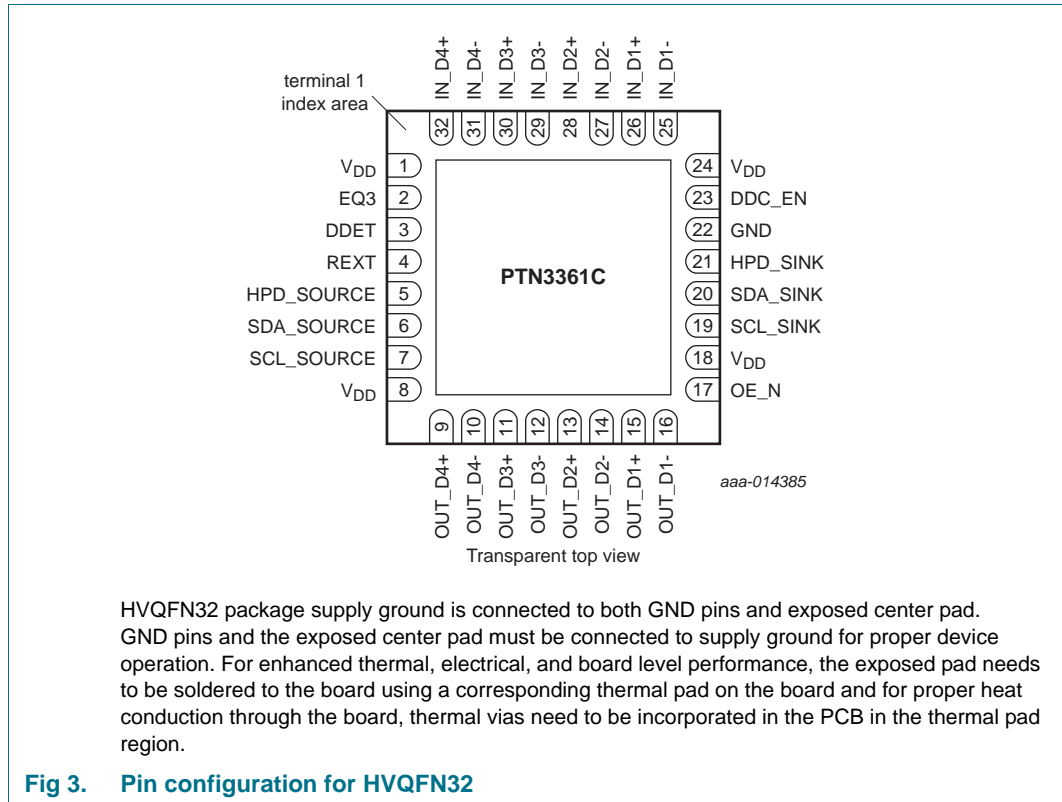 IN_D4+
IN_D4-
IN_D3+
IN_D3-
IN_D2+
IN_D2-
IN_D1+
IN_D1-
terminal 1
index area
32
31
30
29
28
27
26
25
VDD 1
EQ3 2
DDET 3
REXT 4
HPD_SOURCE 5
SDA_SOURCE 6
SCL_SOURCE 7
VDD 8
PTN3361C
24 VDD
23 DDC_EN
22 GND
21 HPD_SINK
20 SDA_SINK
19 SCL_SINK
18 VDD
17 OE_N
9
10
11
12
13
14
15
16
OUT_D4+
OUT_D4-
OUT_D3+
OUT_D3-
OUT_D2+
OUT_D2-
OUT_D1+
OUT_D1-
aaa-014385
Transparent top view
HVQFN32 package supply ground is connected to both GND pins and exposed center pad.
GND pins and the exposed center pad must be connected to supply ground for proper device
operation. For enhanced thermal, electrical, and board level performance, the exposed pad needs
to be soldered to the board using a corresponding thermal pad on the board and for proper heat
conduction through the board, thermal vias need to be incorporated in the PCB in the thermal pad
region.
Fig 3. Pin configuration for HVQFN32